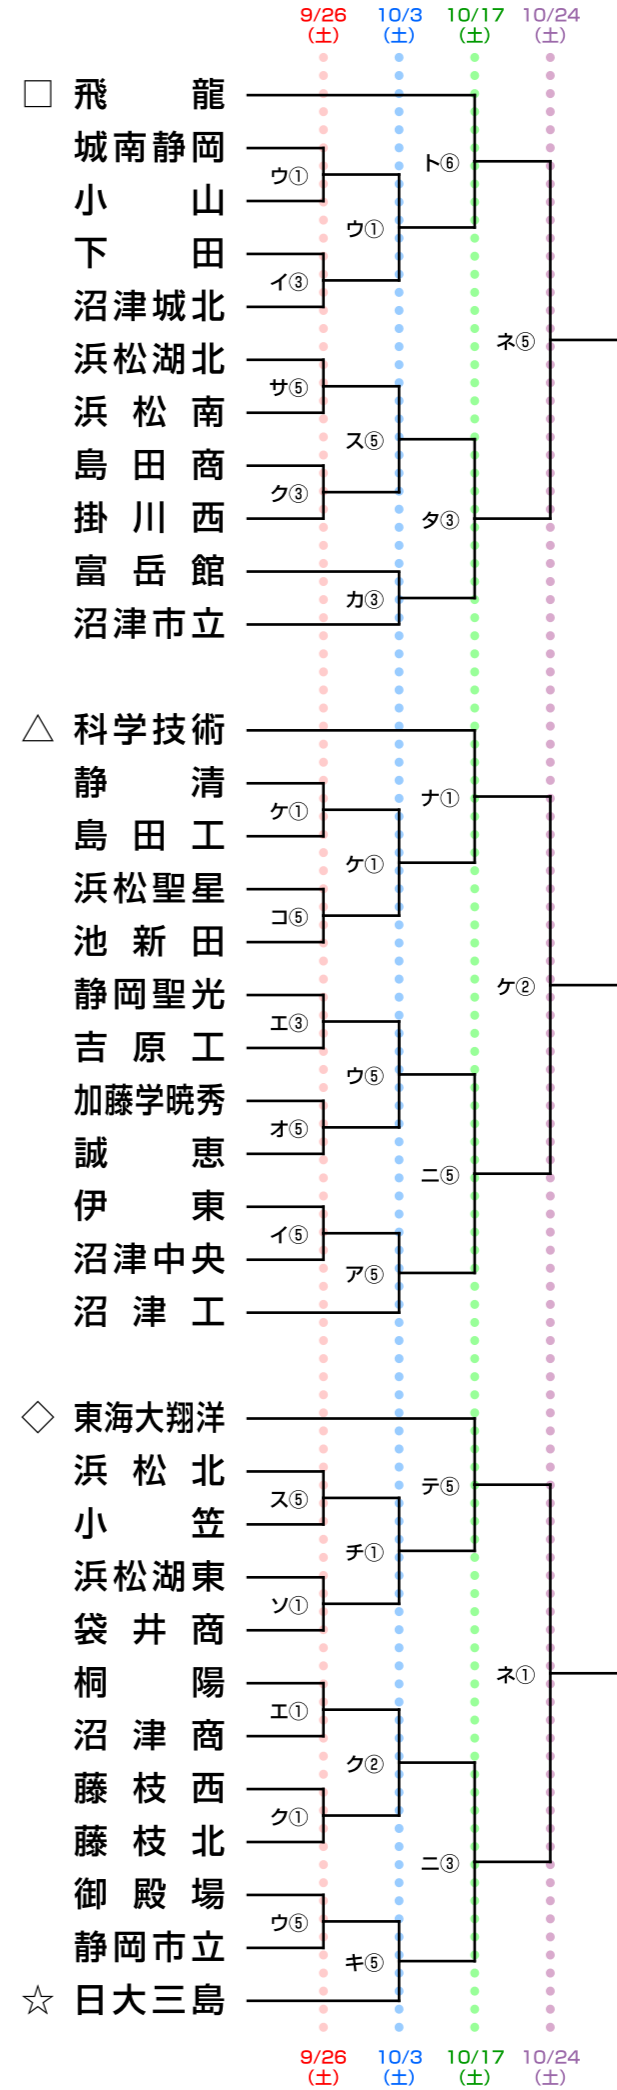 9/26 10/3 10/17 10/24
(土) (土) (土) (土)
□ 飛龍
城南静岡
ウ①
ト⑥
小山
ウ①
下田
イ③
沼津城北
ネ⑤
浜松湖北
サ⑤
浜松南
ス⑤
島田商
ク③
掛川西
タ③
富岳館
カ③
沼津市立
△ 科学技術
静清
ナ①
ケ①
島田工
ケ①
浜松聖星
コ⑤
池新田
ケ②
静岡聖光
エ③
吉原工
ウ⑤
加藤学暁秀
オ⑤
誠恵
ニ⑤
伊東
イ⑤
沼津中央
ア⑤
沼津工
◇ 東海大翔洋
浜松北
テ⑤
ス⑤
小笠
チ①
浜松湖東
ソ①
袋井商
ネ①
桐陽
エ①
沼津商
ク②
藤枝西
ク①
藤枝北
ニ③
御殿場
ウ⑤
静岡市立
キ⑤
☆ 日大三島
9/26 10/3 10/17 10/24
(土) (土) (土) (土)